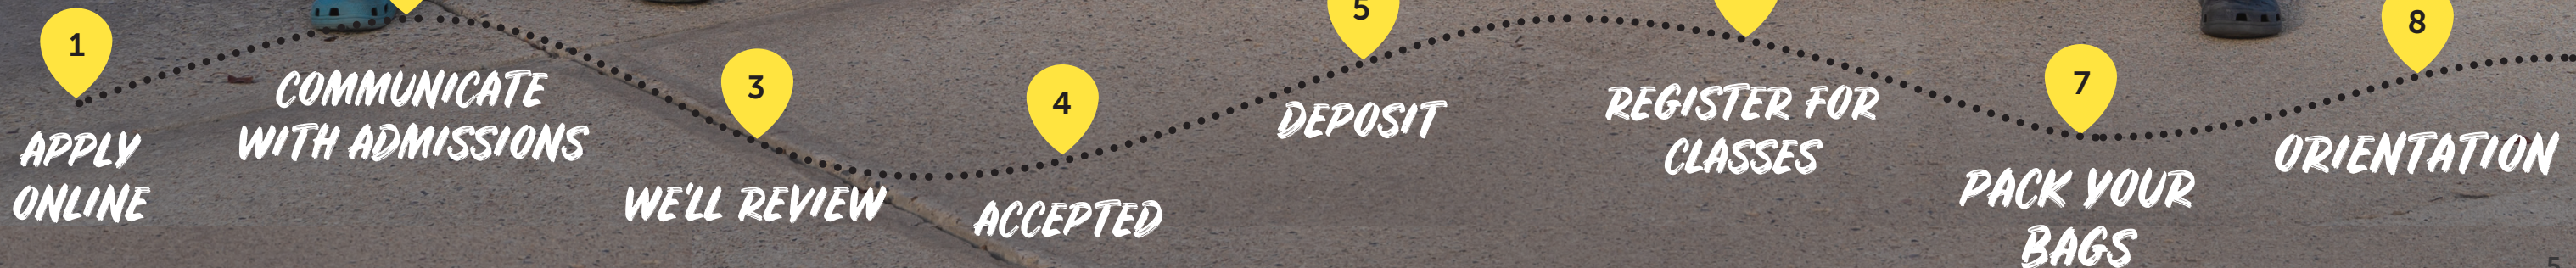 1
APPLY
ONLINE
COMMUNICATE
WITH ADMISSIONS
3
WE'LL REVIEW
4
ACCEPTED
5
DEPOSIT
REGISTER FOR
CLASSES
7
PACK YOUR
BAGS
8
ORIENTATION
5